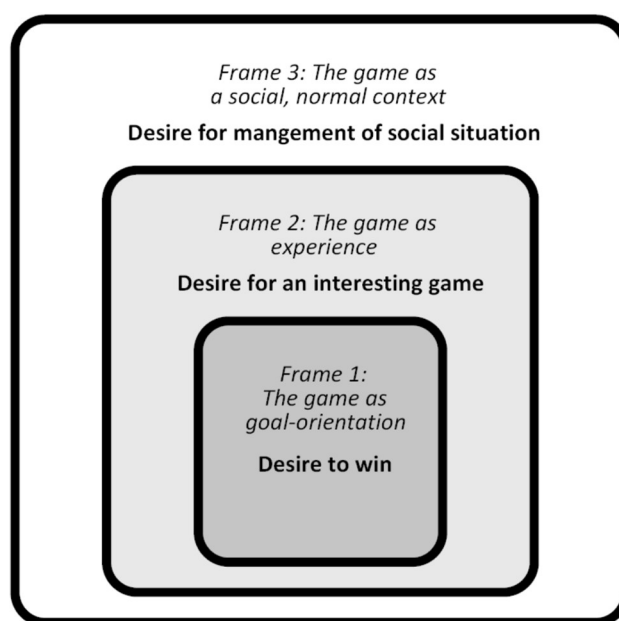 Frame 3: The game as
a social, normal context
Desire for mangement of social situation
Frame 2: The game as
experience
Desire for an interesting game
Frame 1:
The game as
goal-orientation
Desire to win